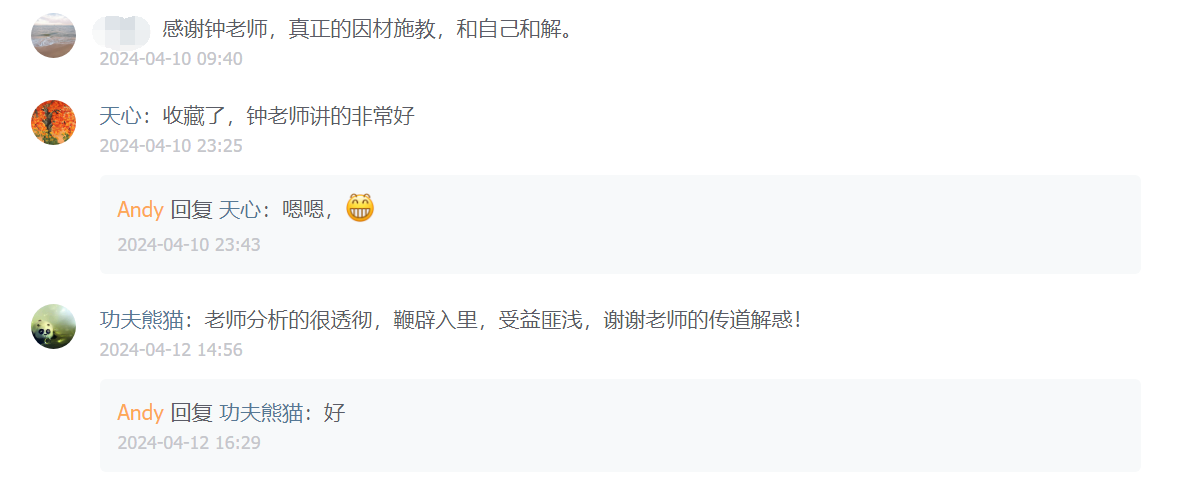 感谢钟老师，真正的因材施教，和自己和解。
2024-04-10 09:40
天心：收藏了，钟老师讲的非常好
2024-04-10 23:25
Andy 回复 天心：嗯嗯，😁
2024-04-10 23:43
功夫熊猫：老师分析的很透彻，鞭辟入里，受益匪浅，谢谢老师的传道解惑！
2024-04-12 14:56
Andy 回复 功夫熊猫：好
2024-04-12 16:29